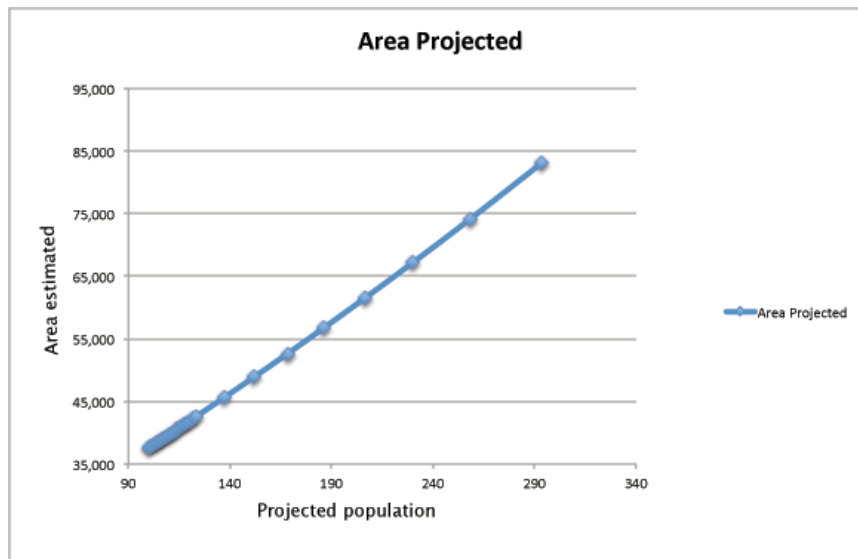 Area Projected
95,000
85,000
75,000
65,000
55,000
45,000
35,000
Area estimated
90 140 190 240 290 340
Projected population
Area Projected